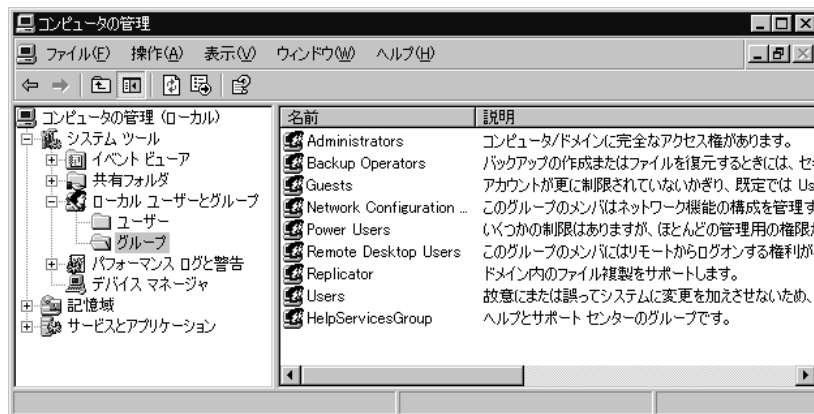 コンピュータの管理
ファイル(F) 操作(A) 表示(V) ウィンドウ(W) ヘルプ(H)
コンピュータの管理 (ローカル)
システム ツール
イベント ビューア
共有フォルダ
ローカル ユーザーとグループ
ユーザー
グループ
パフォーマンス ログと警告
デバイス マネージャ
記憶域
サービスとアプリケーション
名前 説明
Administrators コンピュータ/ドメインに完全なアクセス権があります。
Backup Operators バックアップの作成またはファイルを復元するときには、セキ
Guests アカウントが更に制限されていないかぎり、既定では Us
Network Configuration ... このグループのメンバはネットワーク機能の構成を管理す
Power Users いくつかの制限はありますが、ほとんどの管理用の権限が
Remote Desktop Users このグループのメンバにはリモートからログオンする権利が
Replicator ドメイン内のファイル複製をサポートします。
Users 故意にまたは誤ってシステムに変更を加えさせないため、
HelpServicesGroup ヘルプとサポート センターのグループです。